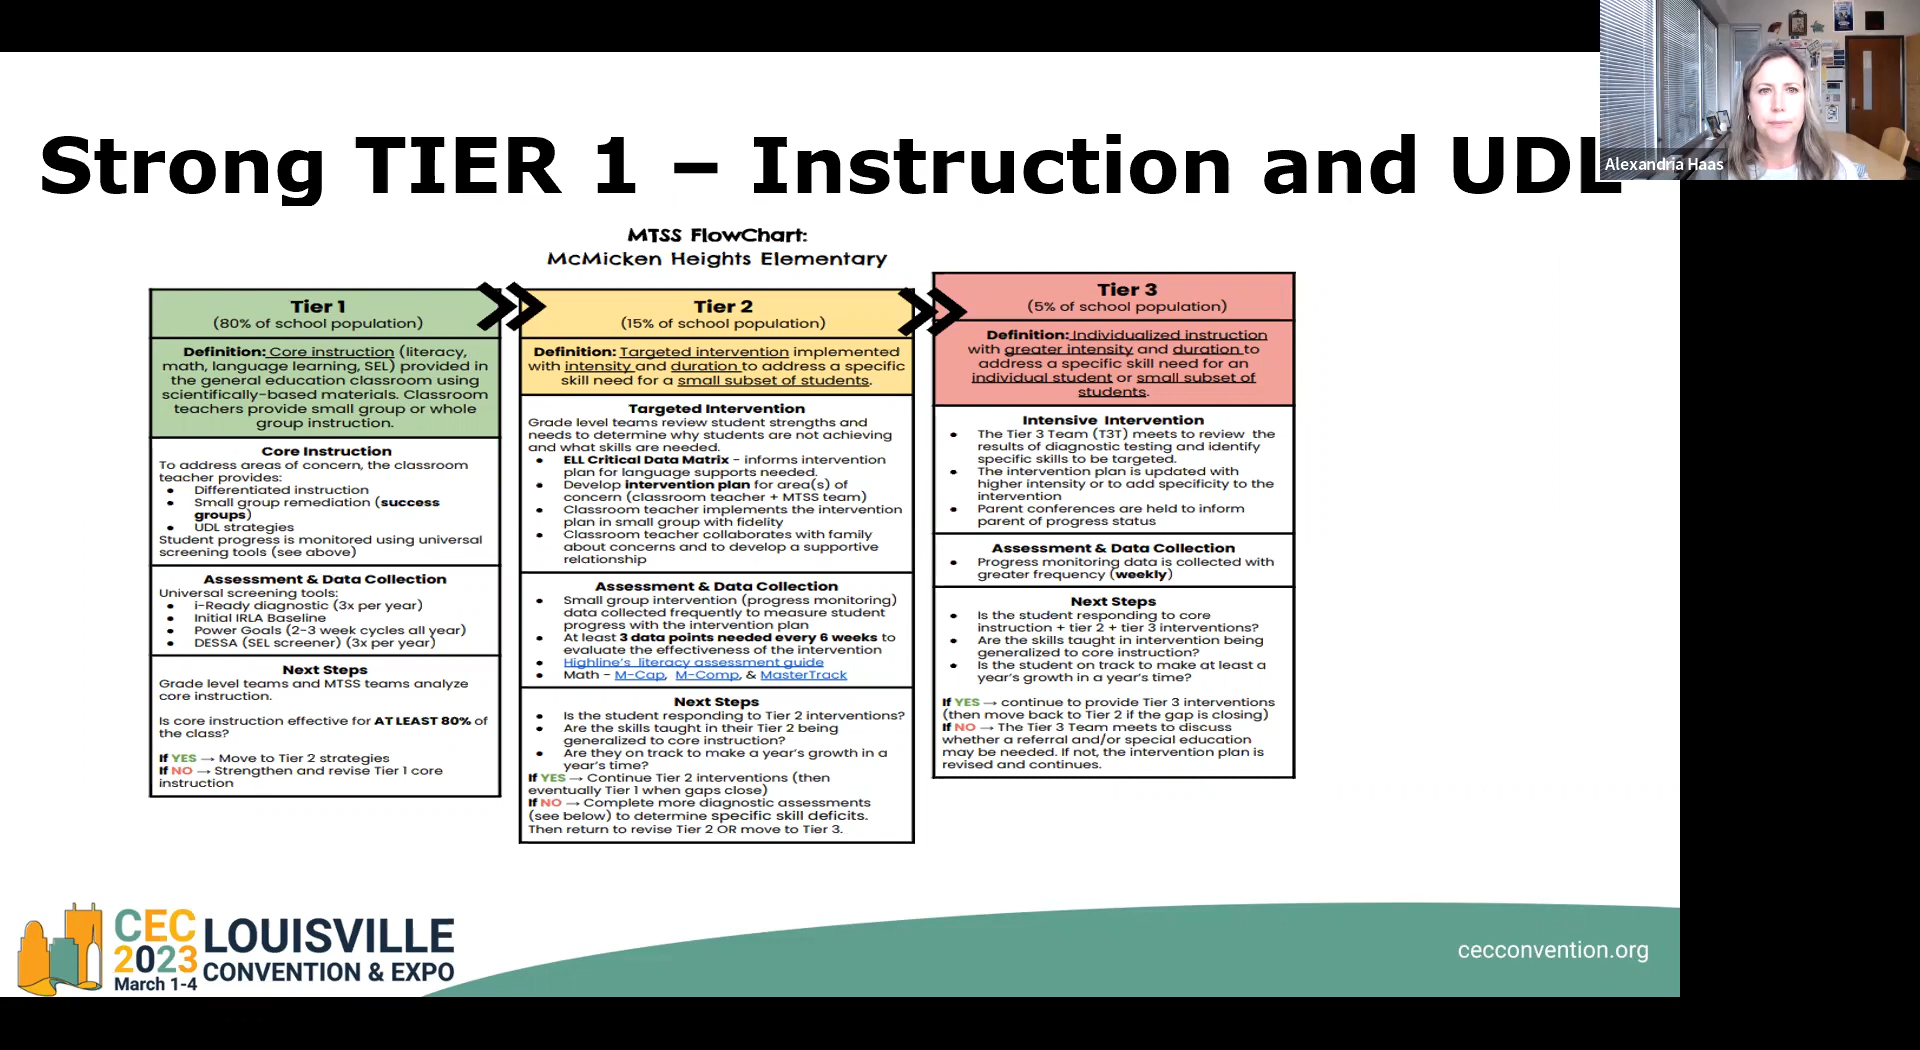 Strong TIER 1 – Instruction and UDL
Alexandria Haas
MTSS FlowChart:
McMicken Heights Elementary
Tier 1
(80% of school population)
Definition: Core instruction (literacy,
math, language learning, SEL) provided in
the general education classroom using
scientifically-based materials. Classroom
teachers provide small group or whole
group instruction.
Core Instruction
To address areas of concern, the classroom
teacher provides:
● Differentiated instruction
● Small group remediation (success
groups)
● UDL strategies
Student progress is monitored using universal
screening tools (see above)
Assessment & Data Collection
Universal screening tools:
● i-Ready diagnostic (3x per year)
● Initial IRLA Baseline
● Power Goals (2-3 week cycles all year)
● DESSA (SEL screener) (3x per year)
Next Steps
Grade level teams and MTSS teams analyze
core instruction.
Is core instruction effective for AT LEAST 80% of
the class?
If YES → Move to Tier 2 strategies
If NO → Strengthen and revise Tier 1 core
instruction
Tier 2
(15% of school population)
Definition: Targeted intervention implemented
with intensity and duration to address a specific
skill need for a small subset of students.
Targeted Intervention
Grade level teams review student strengths and
needs to determine why students are not achieving
and what skills are needed.
● ELL Critical Data Matrix - informs intervention
plan for language supports needed.
● Develop intervention plan for area(s) of
concern (classroom teacher + MTSS team)
● Classroom teacher implements the intervention
plan in small group with fidelity
● Classroom teacher collaborates with family
about concerns and to develop a supportive
relationship
Assessment & Data Collection
● Small group intervention (progress monitoring)
data collected frequently to measure student
progress with the intervention plan
● At least 3 data points needed every 6 weeks to
evaluate the effectiveness of the intervention
● Highline's literacy assessment guide
● Math - M-Cap, M-Comp, & MasterTrack
Next Steps
● Is the student responding to Tier 2 interventions?
● Are the skills taught in their Tier 2 being
generalized to core instruction?
● Are they on track to make a year's growth in a
year's time?
If YES → Continue Tier 2 interventions (then
eventually Tier 1 when gaps close)
If NO → Complete more diagnostic assessments
(see below) to determine specific skill deficits.
Then return to revise Tier 2 OR move to Tier 3.
Tier 3
(5% of school population)
Definition: Individualized instruction
with greater intensity and duration to
address a specific skill need for an
individual student or small subset of
students.
Intensive Intervention
● The Tier 3 Team (T3T) meets to review the
results of diagnostic testing and identify
specific skills to be targeted.
● The intervention plan is updated with
higher intensity or to add specificity to the
intervention
● Parent conferences are held to inform
parent of progress status
Assessment & Data Collection
● Progress monitoring data is collected with
greater frequency (weekly)
Next Steps
● Is the student responding to core
instruction + tier 2 + tier 3 interventions?
● Are the skills taught in intervention being
generalized to core instruction?
● Is the student on track to make at least a
year's growth in a year's time?
If YES → continue to provide Tier 3 interventions
(then move back to Tier 2 if the gap is closing)
If NO → The Tier 3 Team meets to discuss
whether a referral and/or special education
may be needed. If not, the intervention plan is
revised and continues.
CEC
2023
March 1-4
LOUISVILLE
CONVENTION & EXPO
cecconvention.org